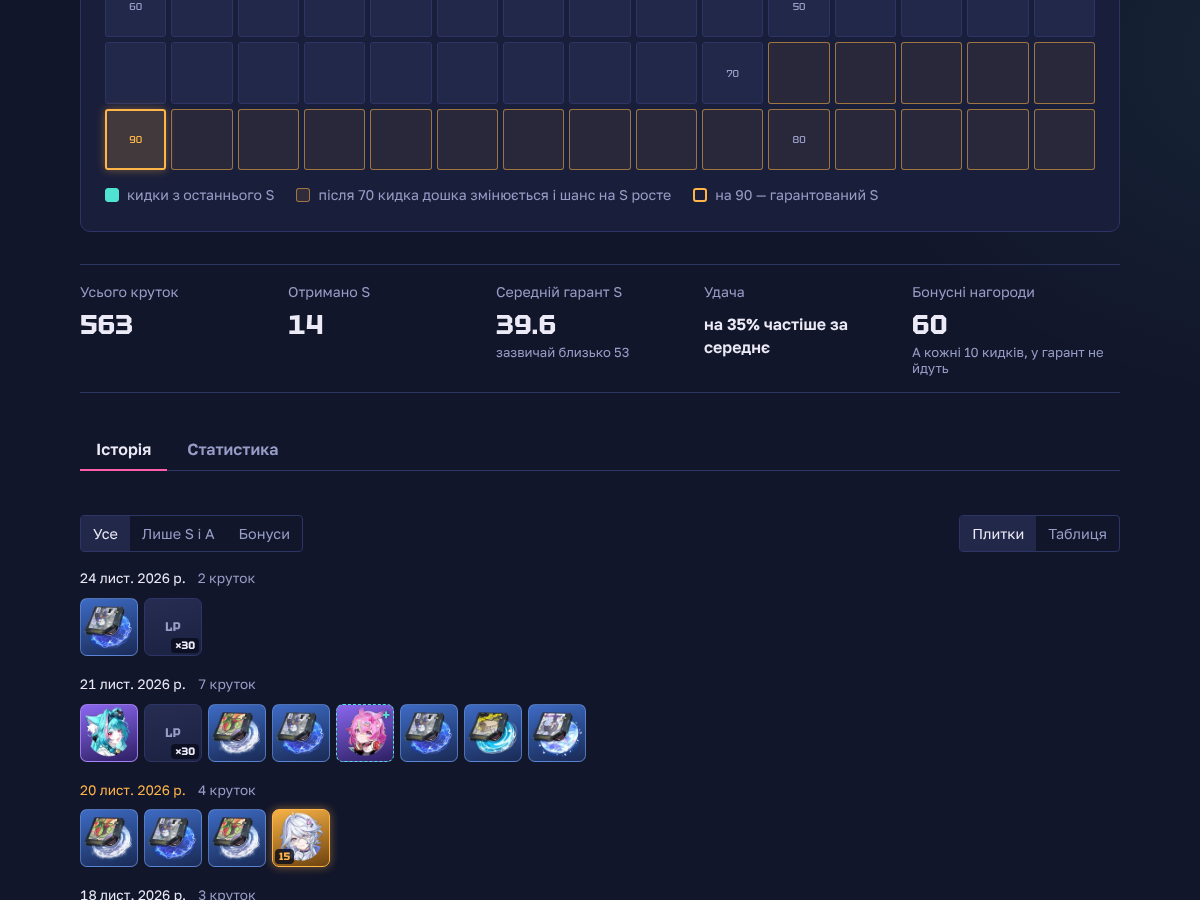 60
50
70
90
80
кидки з останнього S
після 70 кидка дошка змінюється і шанс на S росте
на 90 — гарантований S
Усього круток
563
Отримано S
14
Середній гарант S
39.6
зазвичай близько 53
Удача
на 35% частіше за
середнє
Бонусні нагороди
60
А кожні 10 кидків, у гарант не
йдуть
Історія
Статистика
Усе
Лише S і A
Бонуси
Плитки
Таблиця
24 лист. 2026 р. 2 круток
LP
×30
21 лист. 2026 р. 7 круток
LP
×30
+
20 лист. 2026 р. 4 круток
15
18 лист. 2026 р. 3 круток